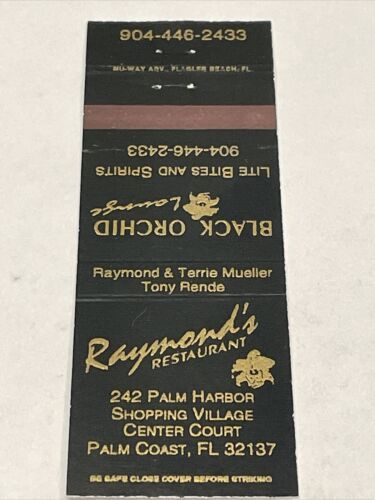 904-446-2433
NU-WAY ADV., FLAGLER BEACH, FL
BLACK ORCHID
Lounge
LITE BITES AND SPIRITS
904-446-2433
Raymond & Terrie Mueller
Tony Rende
Raymond's
RESTAURANT
242 PALM HARBOR
SHOPPING VILLAGE
CENTER COURT
PALM COAST, FL 32137
BE SAFE CLOSE COVER BEFORE STRIKING